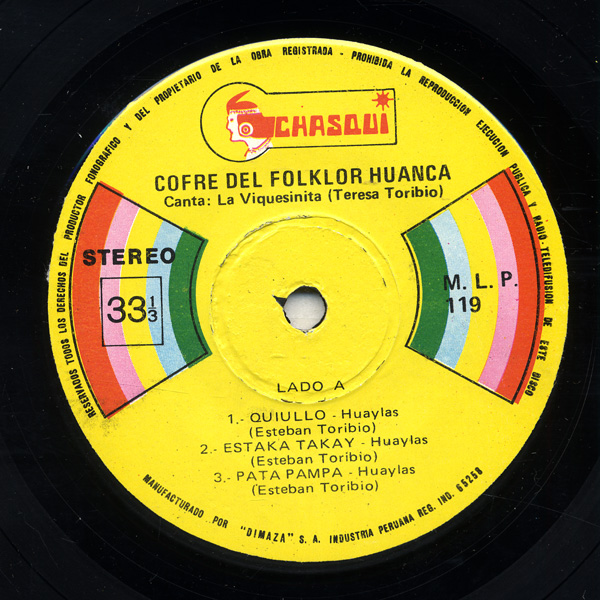 RESERVADOS TODOS LOS DERECHOS DEL PRODUCTOR FONOGRAFICO Y DEL PROPIETARIO DE LA OBRA REGISTRADA - PROHIBIDA LA REPRODUCCION EJECUCION PUBLICA Y RADIO-TELEDIFUSION DE ESTE DISCO
CHASQUI
COFRE DEL FOLKLOR HUANCA
Canta: La Viquesinita (Teresa Toribio)
STEREO
33 1/3
M. L. P.
119
LADO A
1.- QUIULLO - Huaylas
(Esteban Toribio)
2.- ESTAKA TAKAY - Huaylas
(Esteban Toribio)
3.- PATA PAMPA - Huaylas
(Esteban Toribio)
MANUFACTURADO POR "DIMAZA" S. A. INDUSTRIA PERUANA REG. IND. 65258